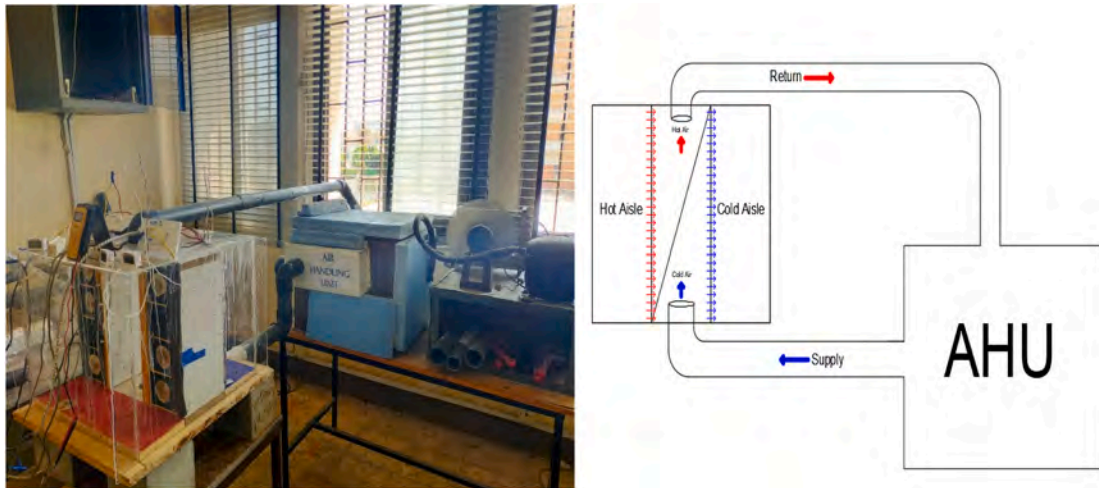 AIR
HANDLING
UNIT
Return
Hot Air
Hot Aisle
Cold Aisle
Cold Air
Supply
AHU